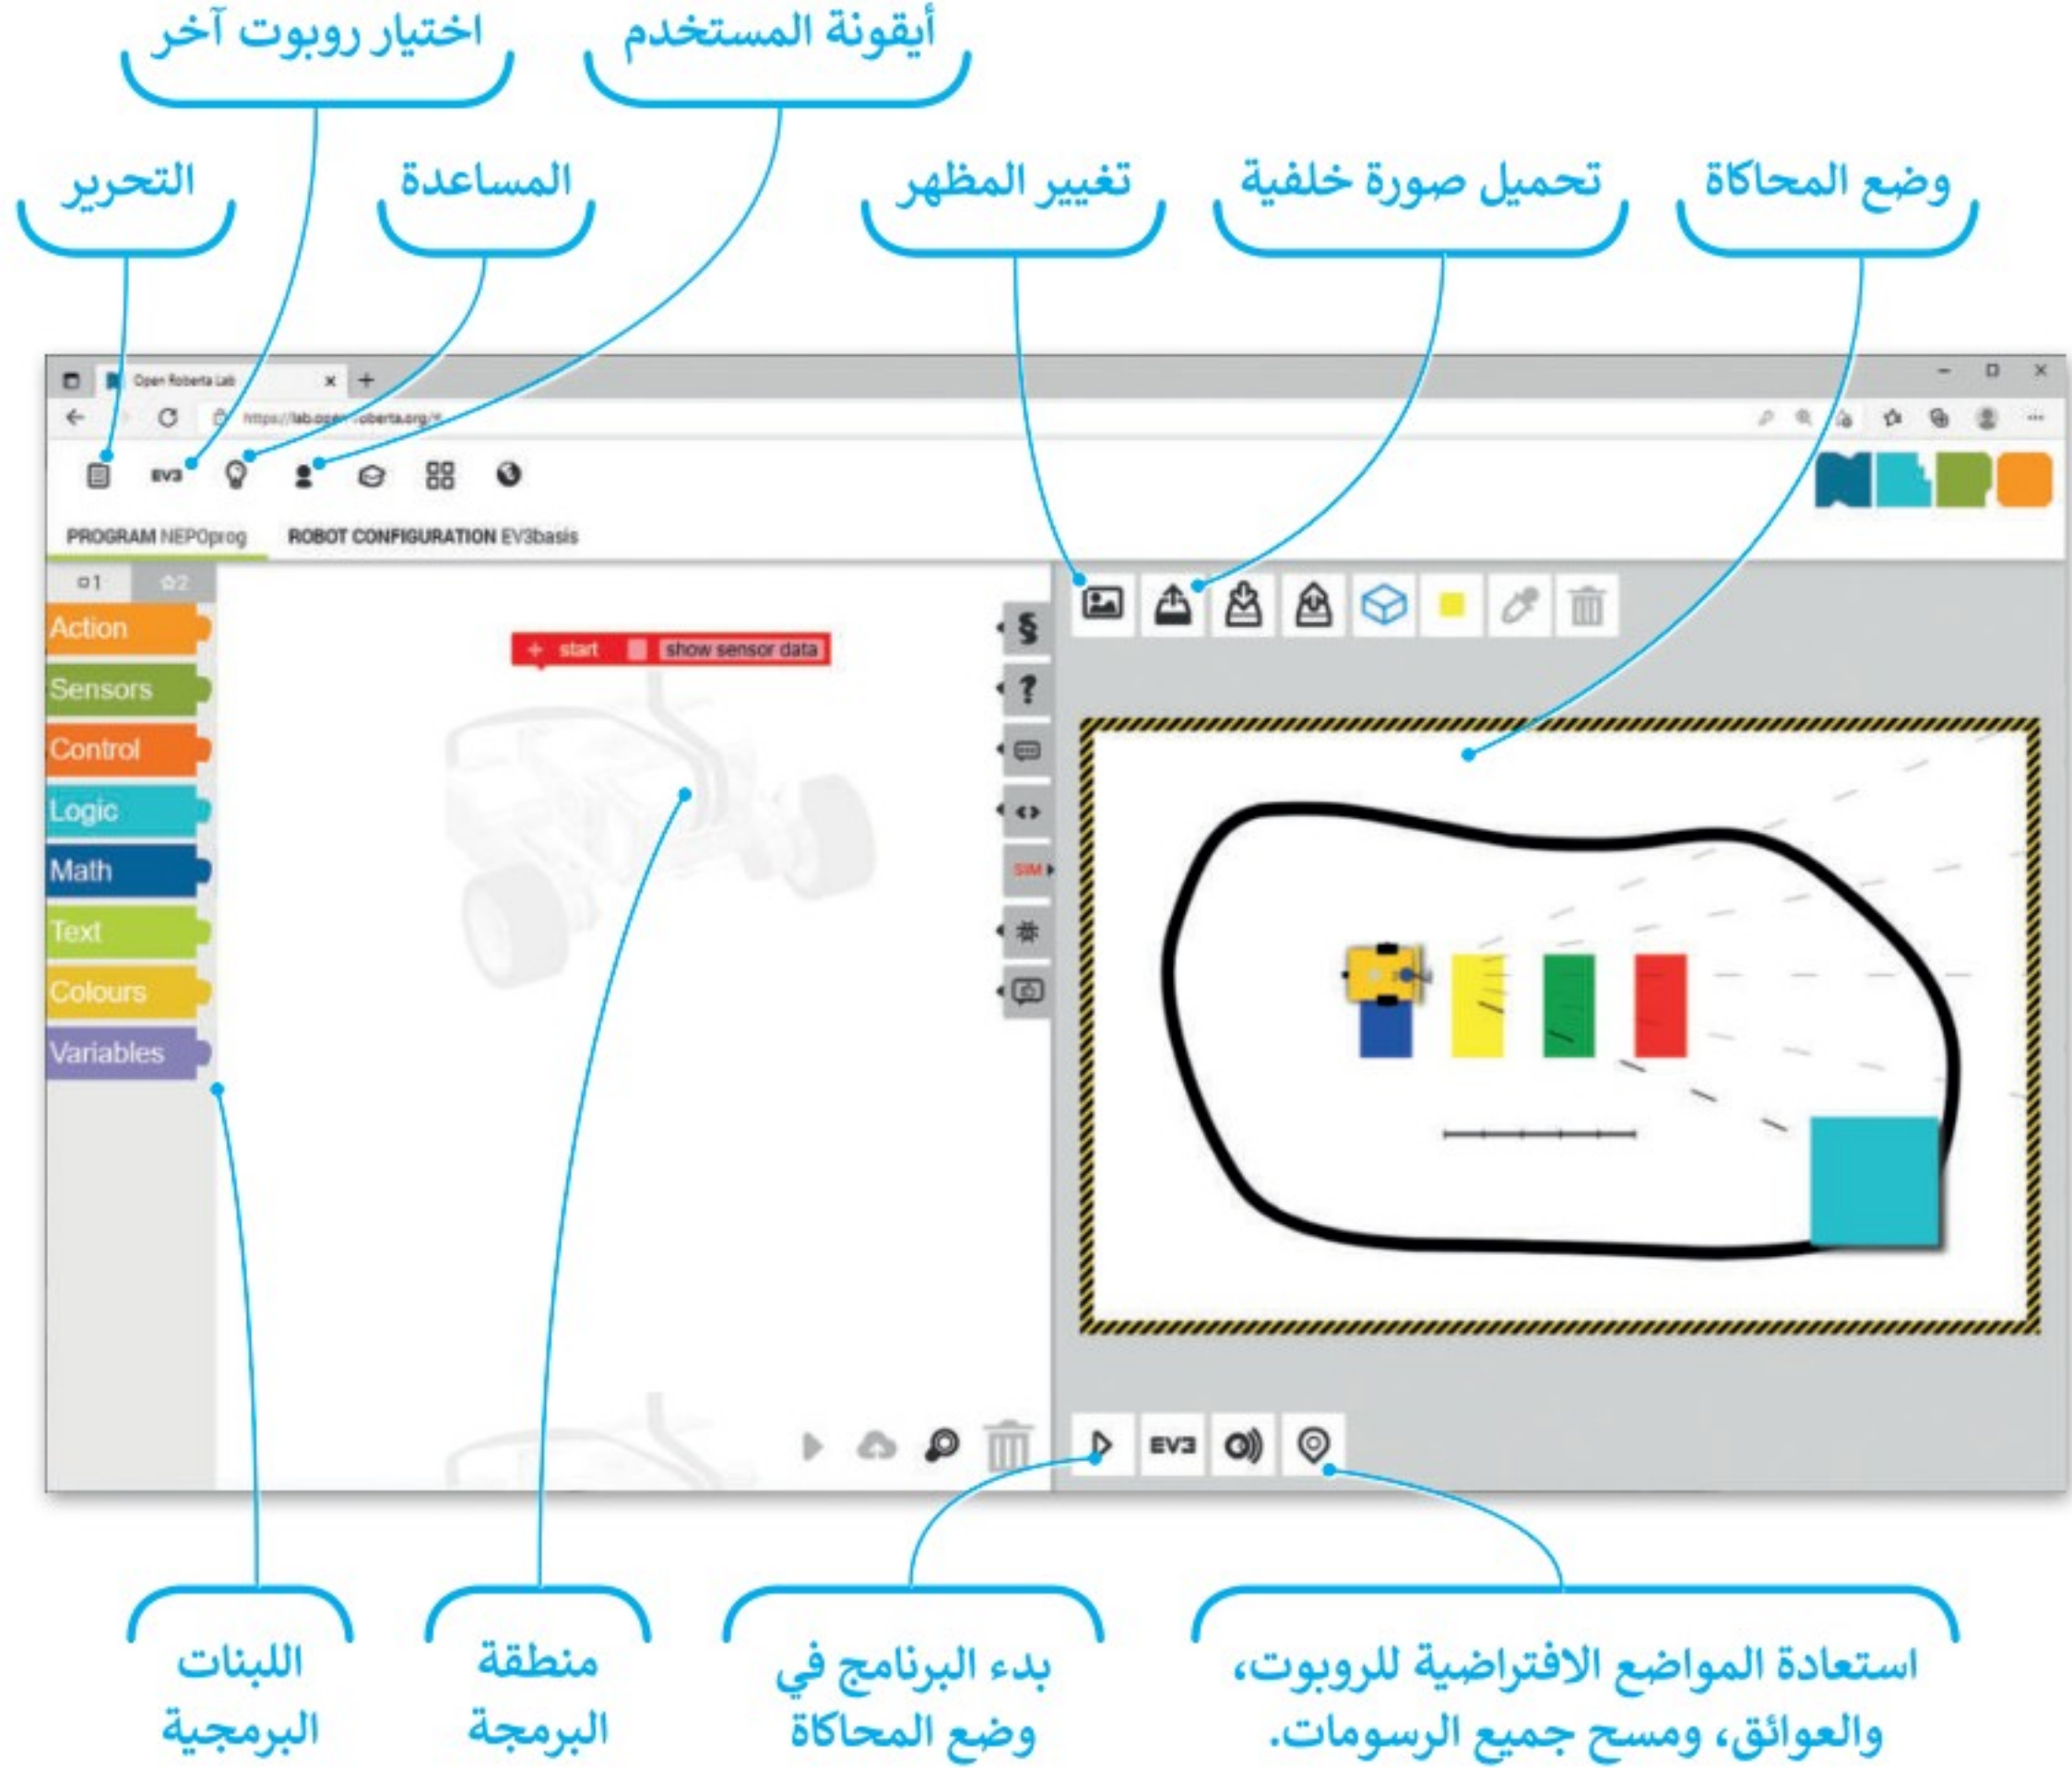 اختيار روبوت آخر
أيقونة المستخدم
التحرير
المساعدة
تغيير المظهر
تحميل صورة خلفية
وضع المحاكاة
Open Roberta Lab
EV3
PROGRAM NEPOprog
ROBOT CONFIGURATION EV3basis
1
2
Action
Sensors
Control
Logic
Math
Text
Colours
Variables
+ start show sensor data
SIM
EV3
اللبنات
البرمجية
منطقة
البرمجة
بدء البرنامج في
وضع المحاكاة
استعادة المواضع الافتراضية للروبوت،
والعوائق، ومسح جميع الرسومات.